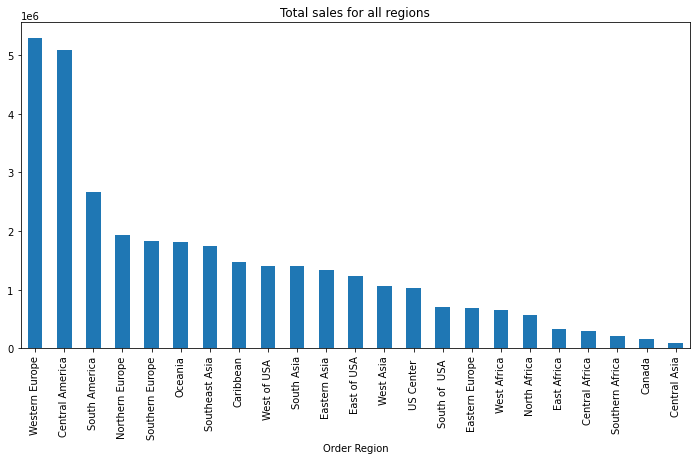 Total sales for all regions
1e6
5
4
3
2
1
0
Western Europe
Central America
South America
Northern Europe
Southern Europe
Oceania
Southeast Asia
Caribbean
West of USA
South Asia
Eastern Asia
East of USA
West Asia
US Center
South of  USA
Eastern Europe
West Africa
North Africa
East Africa
Central Africa
Southern Africa
Canada
Central Asia
Order Region